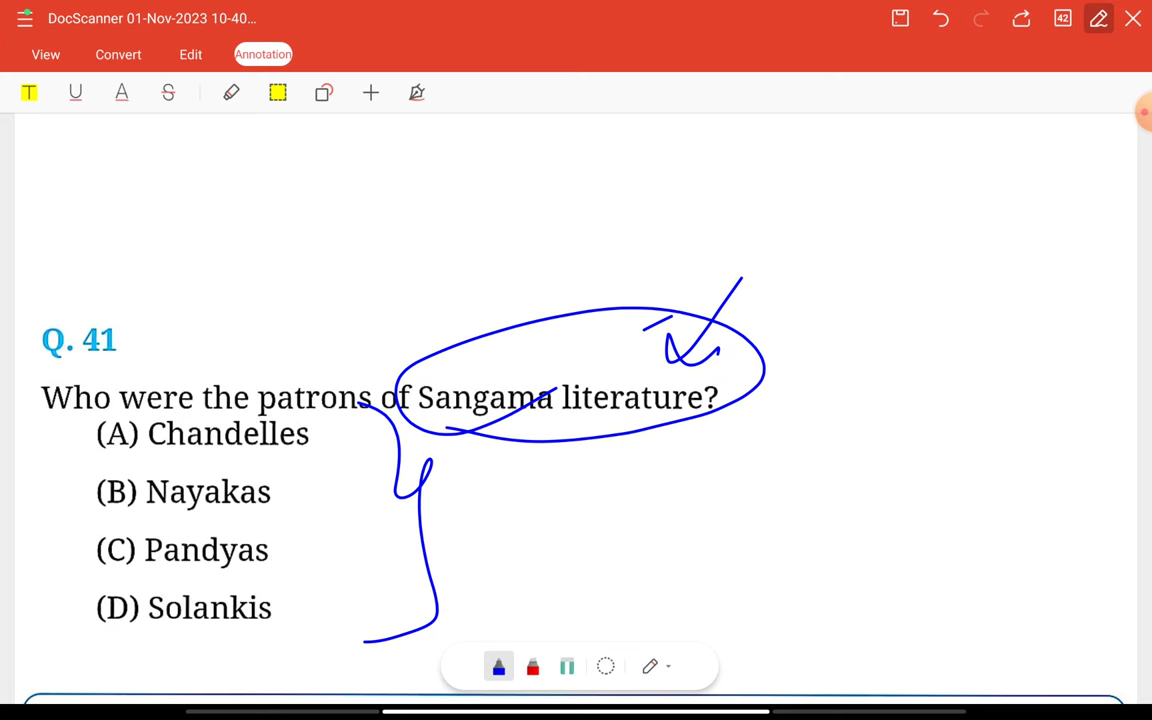 DocScanner 01-Nov-2023 10-40...
42
View Convert Edit Annotation
T U A S
Q. 41
Who were the patrons of Sangama literature?
(A) Chandelles
(B) Nayakas
(C) Pandyas
(D) Solankis